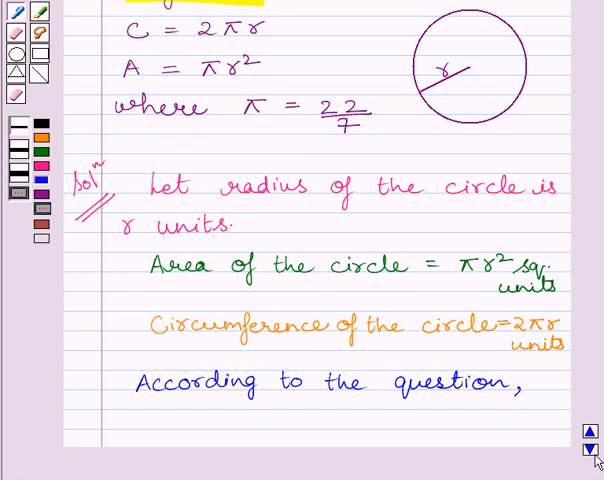 C = 2πr
A = πr²
r
where π = 22/7
Solⁿ
Let radius of the circle is
r units.
Area of the circle = πr² sq.
units
Circumference of the circle = 2πr
units
According to the question,